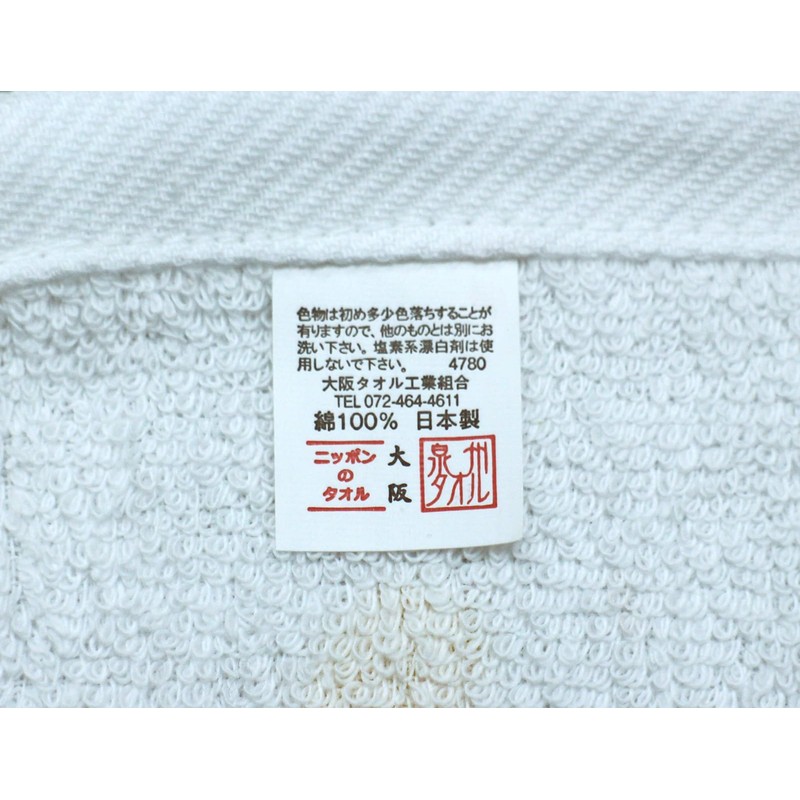 色物は初め多少色落ちすることが
有りますので、他のものとは別にお
洗い下さい。塩素系漂白剤は使
用しないで下さい。 4780
大阪タオル工業組合
TEL 072-464-4611
綿100% 日本製
ニッポン
の
タオル
大
阪
泉州
タオル